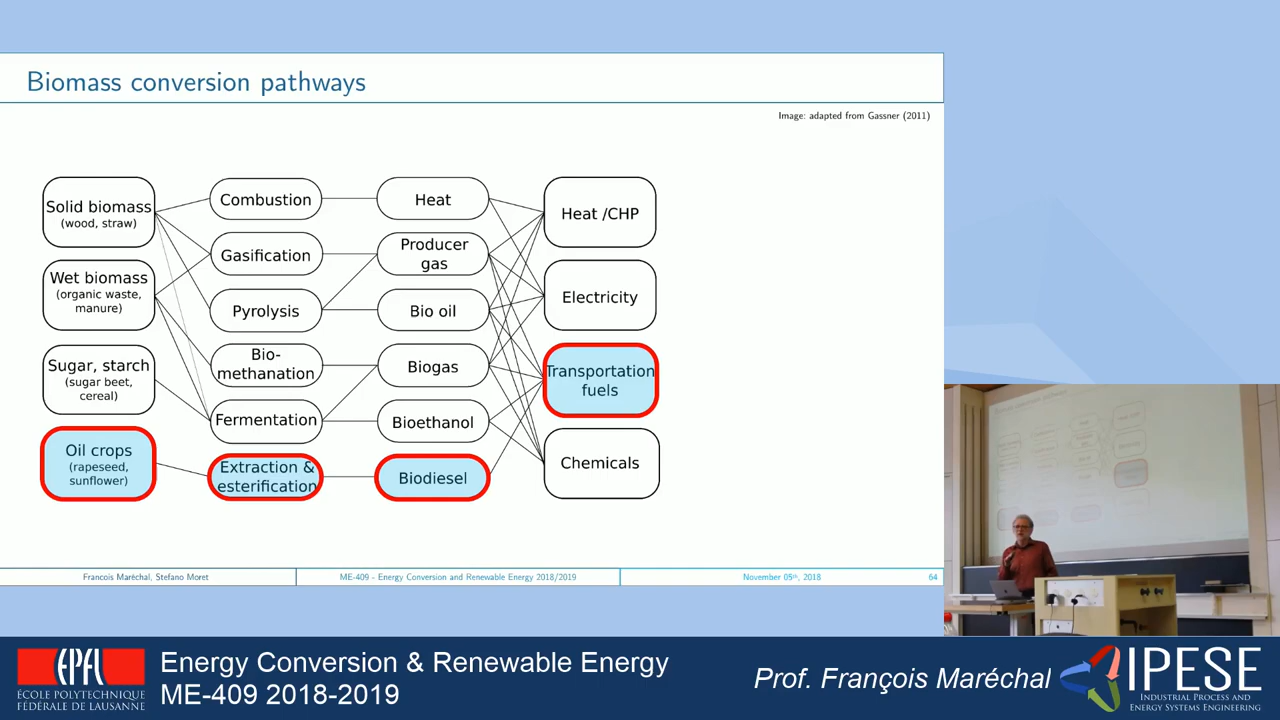 Biomass conversion pathways
Image: adapted from Gassner (2011)
Solid biomass
(wood, straw)
Wet biomass
(organic waste,
manure)
Sugar, starch
(sugar beet,
cereal)
Oil crops
(rapeseed,
sunflower)
Combustion
Gasification
Pyrolysis
Bio-
methanation
Fermentation
Extraction &
esterification
Heat
Producer
gas
Bio oil
Biogas
Bioethanol
Biodiesel
Heat /CHP
Electricity
Transportation
fuels
Chemicals
Francois Maréchal, Stefano Moret
ME-409 - Energy Conversion and Renewable Energy 2018/2019
November 05th, 2018
64
EPFL
ÉCOLE POLYTECHNIQUE
FÉDÉRALE DE LAUSANNE
Energy Conversion & Renewable Energy
ME-409 2018-2019
Prof. François Maréchal
IPESE
Industrial Process and
Energy Systems Engineering